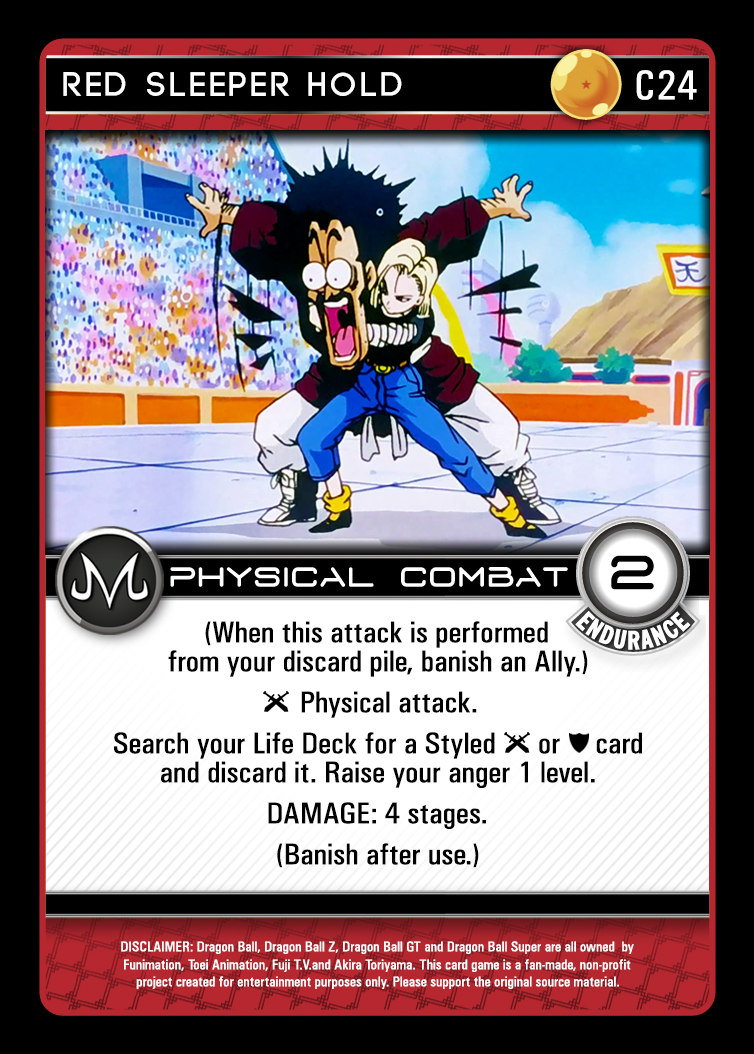 RED SLEEPER HOLD
C24
天
PHYSICAL COMBAT
2
ENDURANCE
(When this attack is performed
from your discard pile, banish an Ally.)
Physical attack.
Search your Life Deck for a Styled or card
and discard it. Raise your anger 1 level.
DAMAGE: 4 stages.
(Banish after use.)
DISCLAIMER: Dragon Ball, Dragon Ball Z, Dragon Ball GT and Dragon Ball Super are all owned by
Funimation, Toei Animation, Fuji T.V.and Akira Toriyama. This card game is a fan-made, non-profit
project created for entertainment purposes only. Please support the original source material.